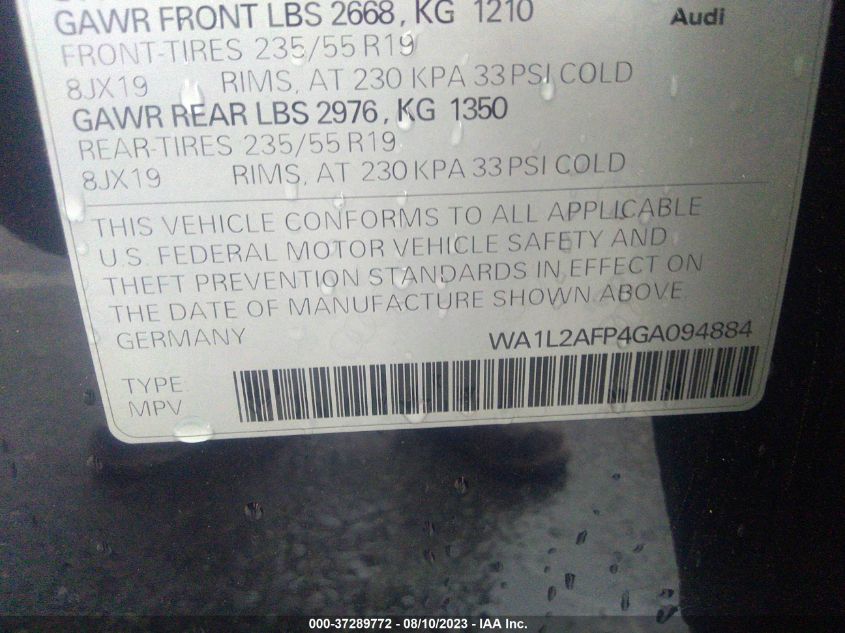 GAWR FRONT LBS 2668, KG 1210
Audi
FRONT-TIRES 235/55 R19
8JX19 RIMS, AT 230 KPA 33 PSI COLD
GAWR REAR LBS 2976, KG 1350
REAR-TIRES 235/55 R19
8JX19 RIMS, AT 230 KPA 33 PSI COLD
THIS VEHICLE CONFORMS TO ALL APPLICABLE
U.S. FEDERAL MOTOR VEHICLE SAFETY AND
THEFT PREVENTION STANDARDS IN EFFECT ON
THE DATE OF MANUFACTURE SHOWN ABOVE
GERMANY WA1L2AFP4GA094884
TYPE
MPV
000-37289772 - 08/10/2023 - IAA Inc.